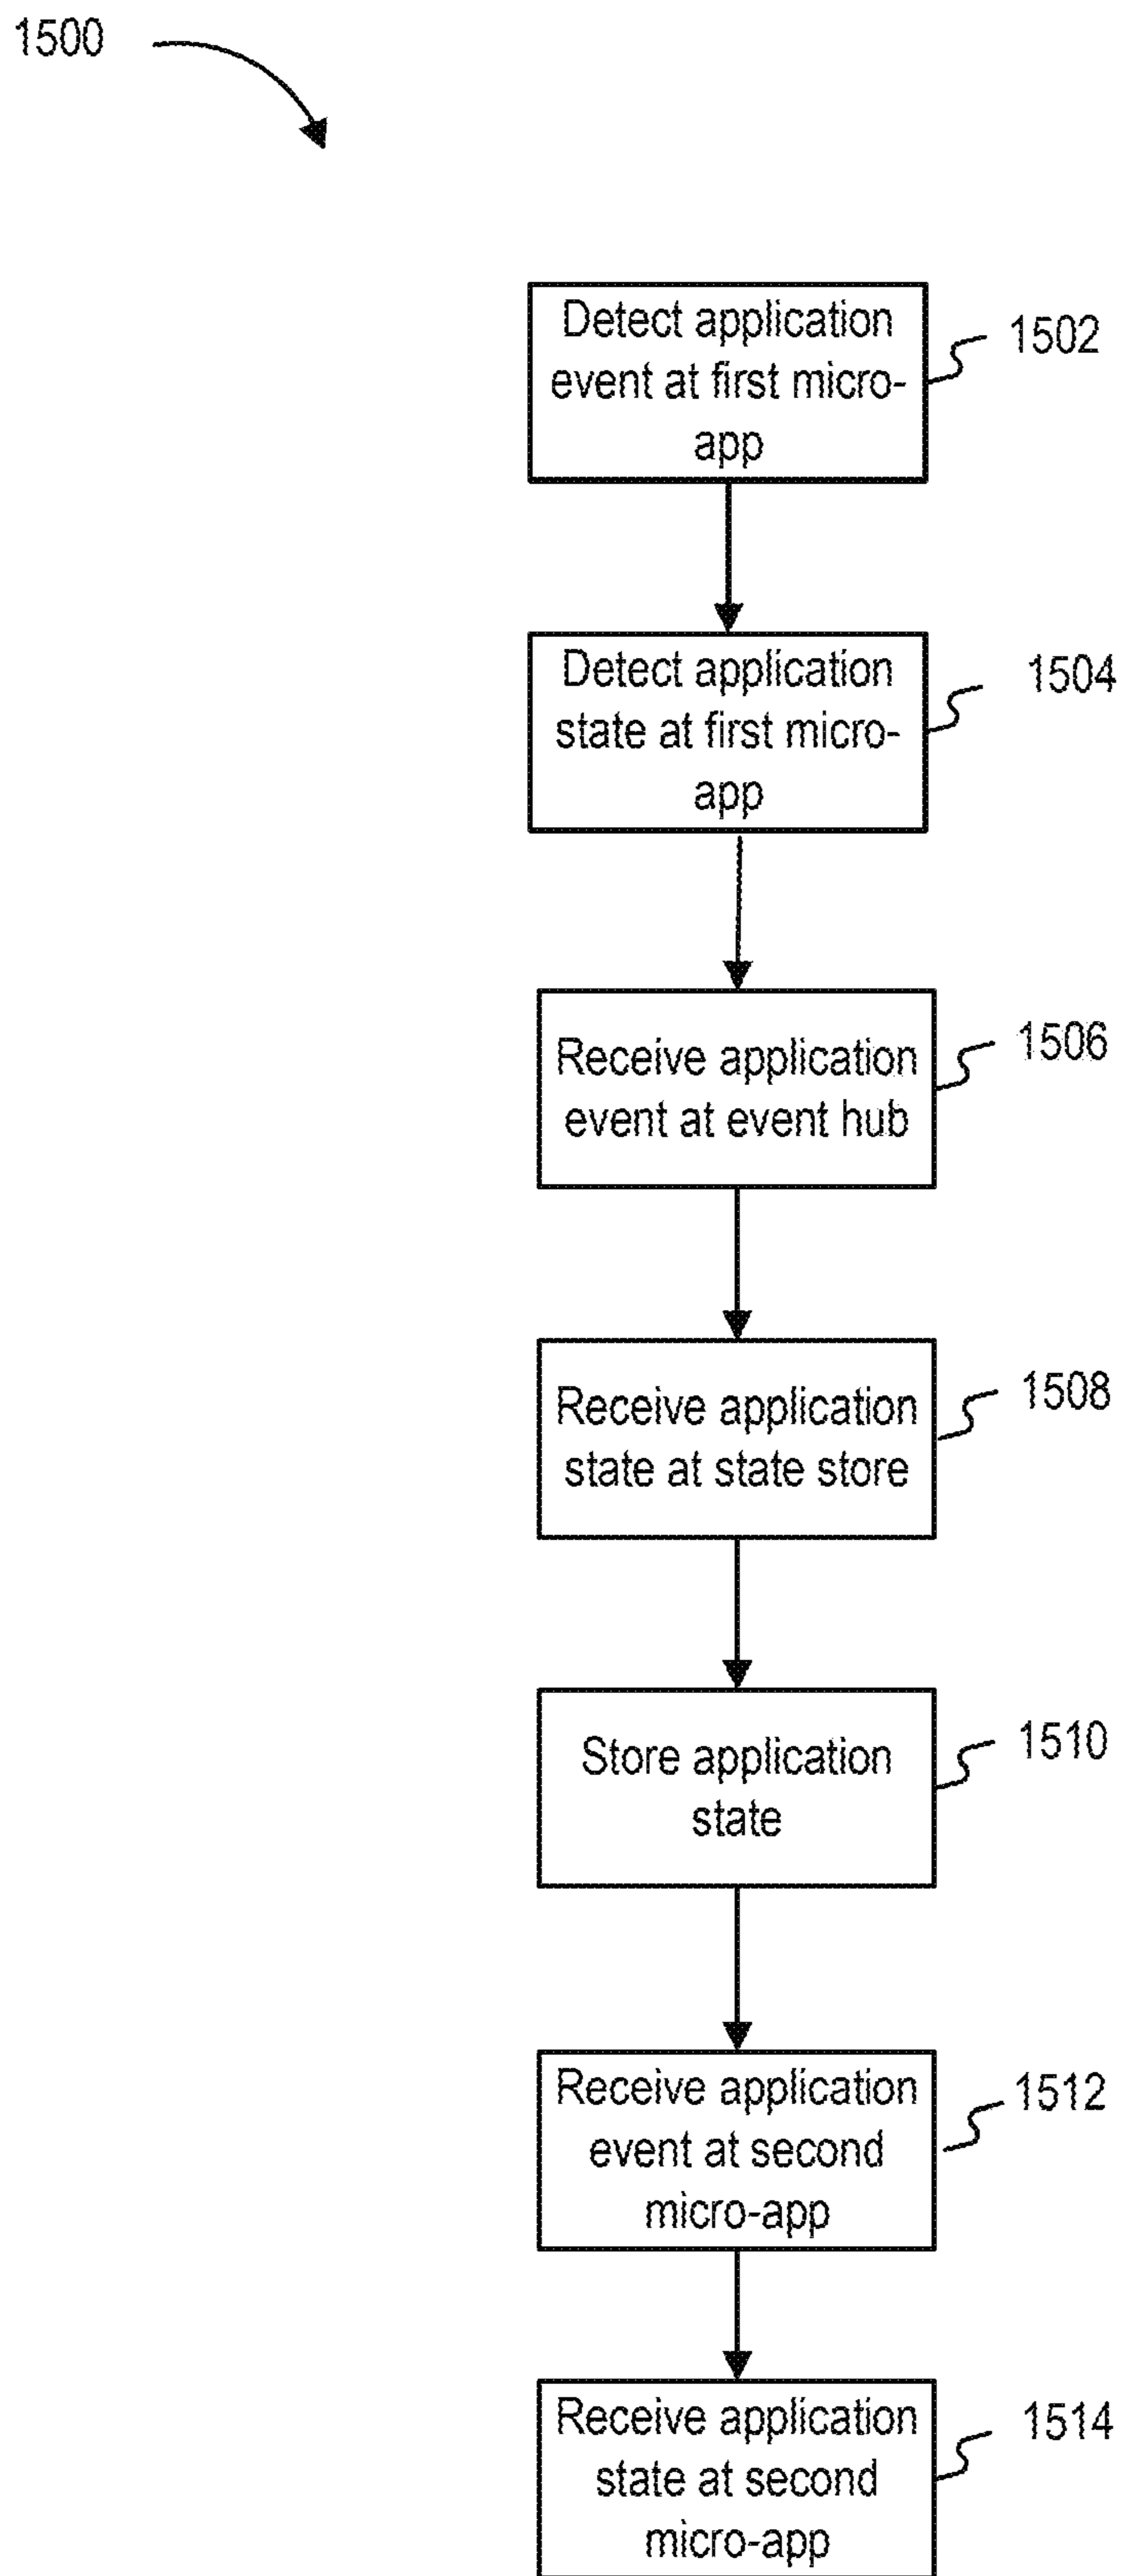 1500
Detect application
event at first micro-
app
1502
Detect application
state at first micro-
app
1504
Receive application
event at event hub
1506
Receive application
state at state store
1508
Store application
state
1510
Receive application
event at second
micro-app
1512
Receive application
state at second
micro-app
1514